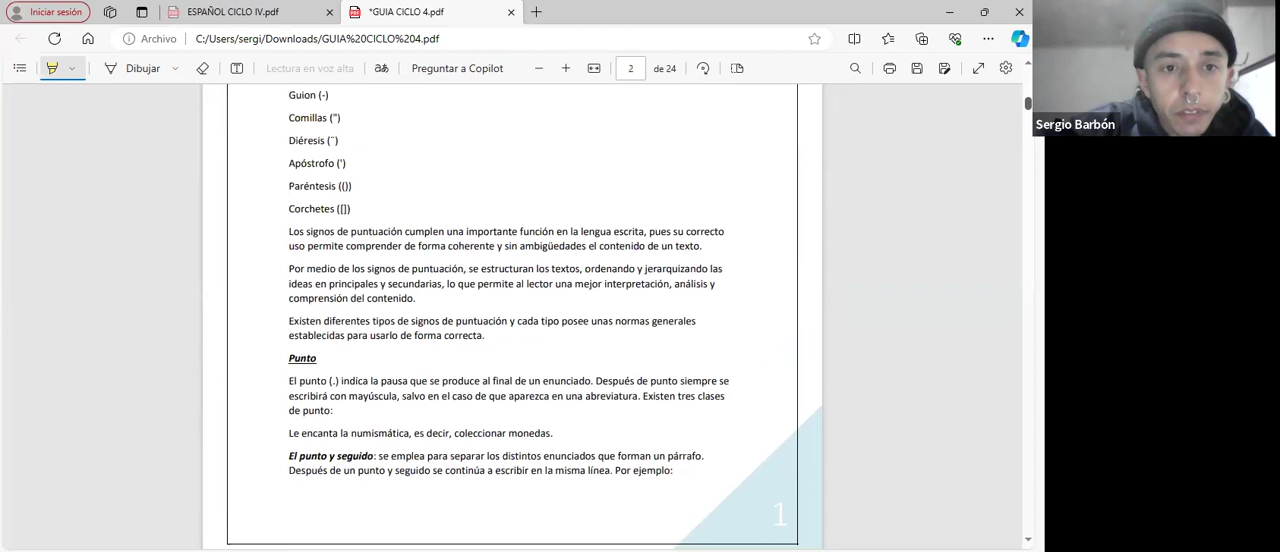 Iniciar sesión
ESPAÑOL CICLO IV.pdf
*GUIA CICLO 4.pdf
Archivo
C:/Users/sergi/Downloads/GUIA%20CICLO%204.pdf
Dibujar
Lectura en voz alta
aあ
Preguntar a Copilot
2
de 24
Guion (-)
Comillas (")
Diéresis (¨)
Apóstrofo (')
Paréntesis (())
Corchetes ([])
Los signos de puntuación cumplen una importante función en la lengua escrita, pues su correcto
uso permite comprender de forma coherente y sin ambigüedades el contenido de un texto.
Por medio de los signos de puntuación, se estructuran los textos, ordenando y jerarquizando las
ideas en principales y secundarias, lo que permite al lector una mejor interpretación, análisis y
comprensión del contenido.
Existen diferentes tipos de signos de puntuación y cada tipo posee unas normas generales
establecidas para usarlo de forma correcta.
Punto
El punto (.) indica la pausa que se produce al final de un enunciado. Después de punto siempre se
escribirá con mayúscula, salvo en el caso de que aparezca en una abreviatura. Existen tres clases
de punto:
Le encanta la numismática, es decir, coleccionar monedas.
El punto y seguido: se emplea para separar los distintos enunciados que forman un párrafo.
Después de un punto y seguido se continúa a escribir en la misma línea. Por ejemplo:
1
Sergio Barbón